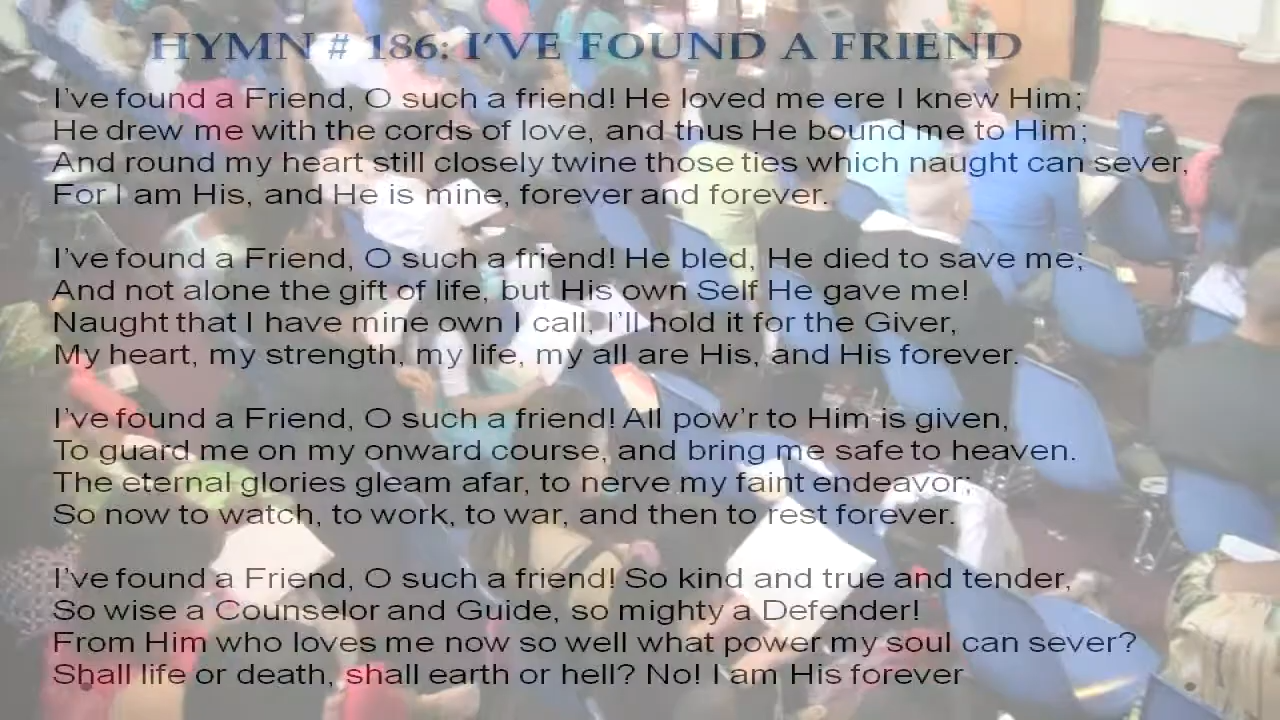 HYMN # 186: I'VE FOUND A FRIEND
I've found a Friend, O such a friend! He loved me ere I knew Him;
He drew me with the cords of love, and thus He bound me to Him;
And round my heart still closely twine those ties which naught can sever,
For I am His, and He is mine, forever and forever.
I've found a Friend, O such a friend! He bled, He died to save me;
And not alone the gift of life, but His own Self He gave me!
Naught that I have mine own I call, I'll hold it for the Giver,
My heart, my strength, my life, my all are His, and His forever.
I've found a Friend, O such a friend! All pow'r to Him is given,
To guard me on my onward course, and bring me safe to heaven.
The eternal glories gleam afar, to nerve my faint endeavor;
So now to watch, to work, to war, and then to rest forever.
I've found a Friend, O such a friend! So kind and true and tender,
So wise a Counselor and Guide, so mighty a Defender!
From Him who loves me now so well what power my soul can sever?
Shall life or death, shall earth or hell? No! I am His forever